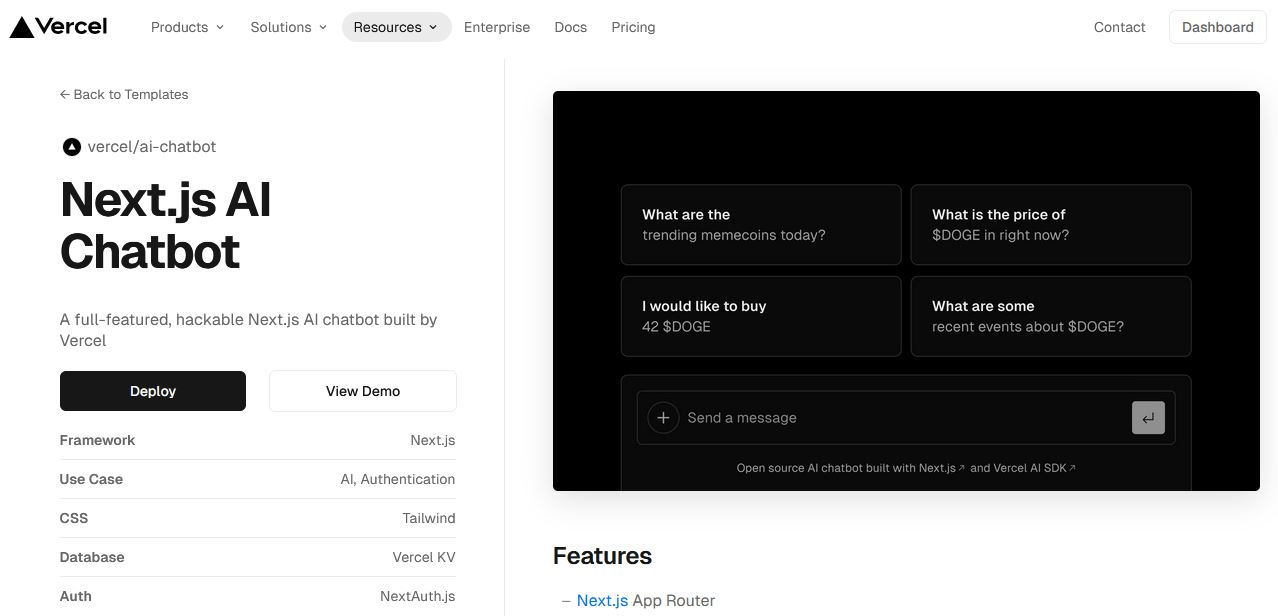 Vercel
Products
Solutions
Resources
Enterprise
Docs
Pricing
Contact
Dashboard
← Back to Templates
vercel/ai-chatbot
Next.js AI
Chatbot
A full-featured, hackable Next.js AI chatbot built by
Vercel
Deploy
View Demo
Framework Next.js
Use Case AI, Authentication
CSS Tailwind
Database Vercel KV
Auth NextAuth.js
What are the
trending memecoins today?
What is the price of
$DOGE in right now?
I would like to buy
42 $DOGE
What are some
recent events about $DOGE?
Send a message
Open source AI chatbot built with Next.js↗ and Vercel AI SDK↗
Features
– Next.js App Router